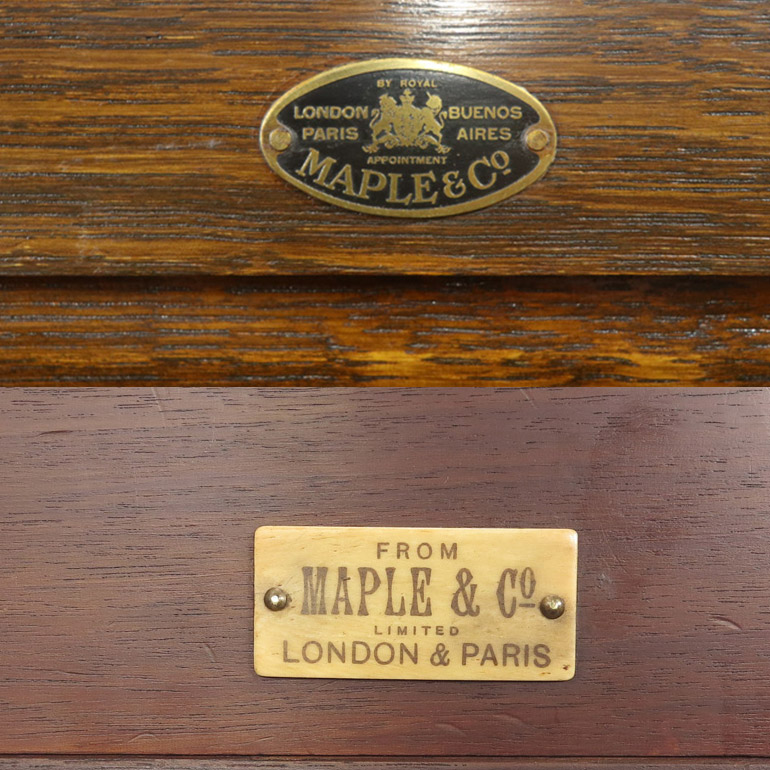 BY ROYAL
LONDON BUENOS
PARIS AIRES
APPOINTMENT
MAPLE & Co
FROM
MAPLE & Co
LIMITED
LONDON & PARIS